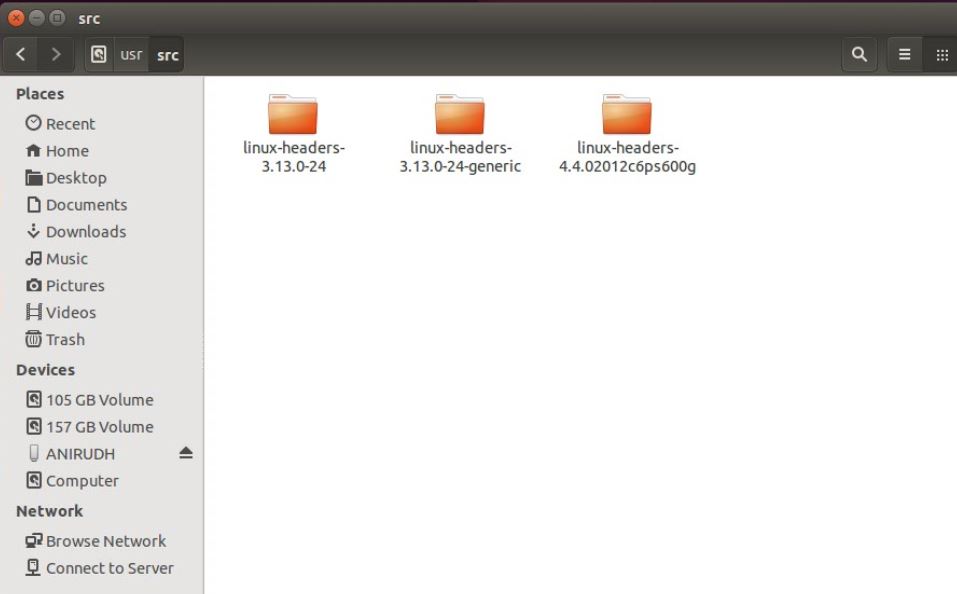 src
usr src
Places
Recent
Home
Desktop
Documents
Downloads
Music
Pictures
Videos
Trash
Devices
105 GB Volume
157 GB Volume
ANIRUDH
Computer
Network
Browse Network
Connect to Server
linux-headers-
3.13.0-24
linux-headers-
3.13.0-24-generic
linux-headers-
4.4.02012c6ps600g